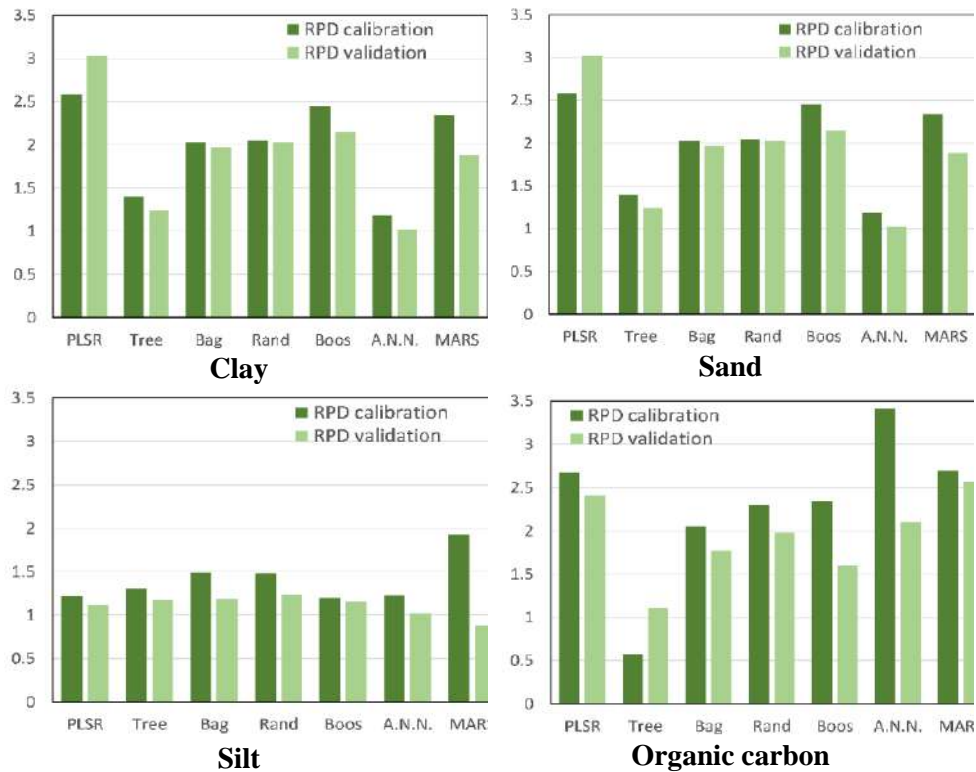 3.5
3
2.5
2
1.5
1
0.5
0
RPD calibration
RPD validation
PLSR Tree Bag Rand Boos A.N.N. MARS
Clay
3.5
3
2.5
2
1.5
1
0.5
0
RPD calibration
RPD validation
PLSR Tree Bag Rand Boos A.N.N. MARS
Sand
3.5
3
2.5
2
1.5
1
0.5
0
RPD calibration
RPD validation
PLSR Tree Bag Rand Boos A.N.N. MARS
Silt
3.5
3
2.5
2
1.5
1
0.5
0
RPD calibration
RPD validation
PLSR Tree Bag Rand Boos A.N.N. MARS
Organic carbon